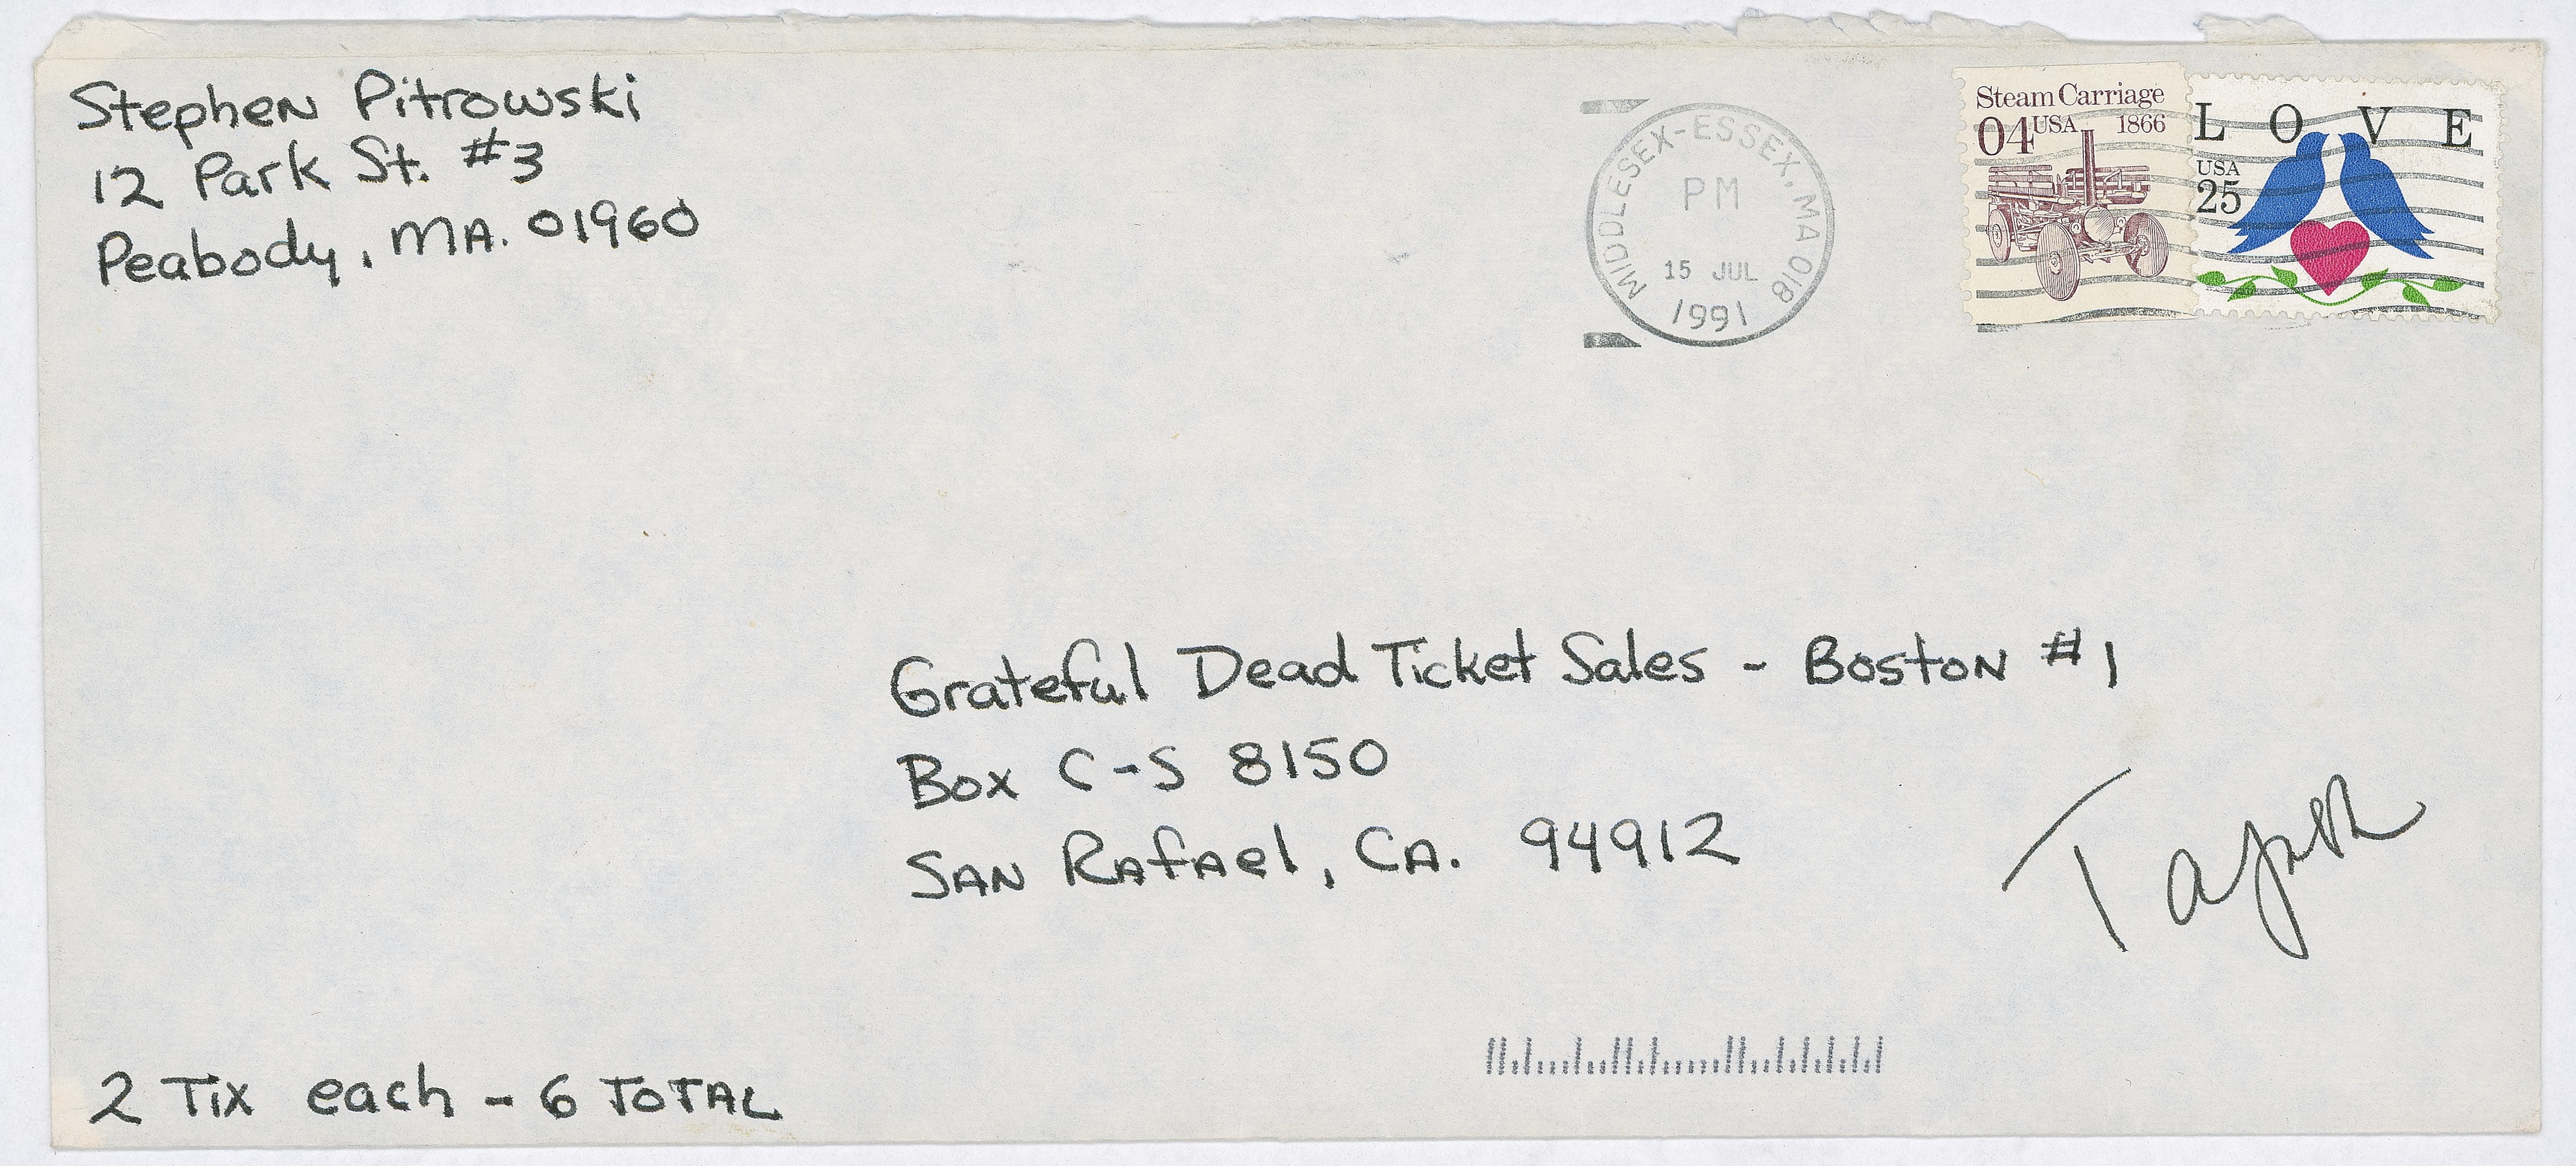 Stephen Pitrowski
12 Park St. #3
Peabody, MA. 01960
MIDDLESEX-ESSEX, MA 018
PM
15 JUL
1991
Steam Carriage
04 USA 1866
LOVE
USA
25
Grateful Dead Ticket Sales - Boston #1
Box C-S 8150
San Rafael, CA. 94912
2 Tix each - 6 TOTAL